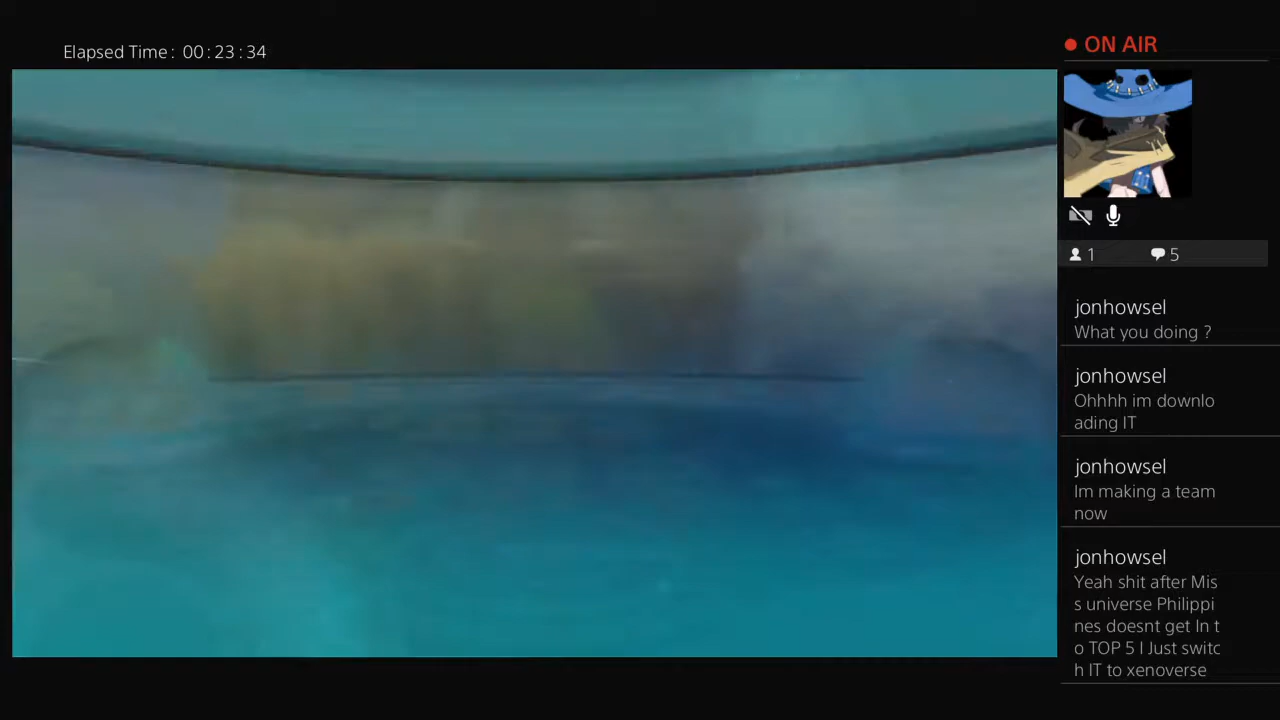 Elapsed Time: 00:23:34
ON AIR
1 5
jonhowsel
What you doing ?
jonhowsel
Ohhhh im downlo
ading IT
jonhowsel
Im making a team
now
jonhowsel
Yeah shit after Mis
s universe Philippi
nes doesnt get In t
o TOP 5 I Just switc
h IT to xenoverse